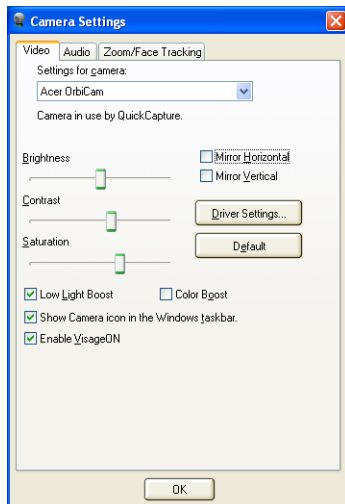 Camera Settings
Video Audio Zoom/Face Tracking
Settings for camera:
Acer OrbiCam
Camera in use by QuickCapture.
Brightness
Mirror Horizontal
Mirror Vertical
Contrast
Driver Settings...
Saturation
Default
Low Light Boost Color Boost
Show Camera icon in the Windows taskbar.
Enable VisageON
OK